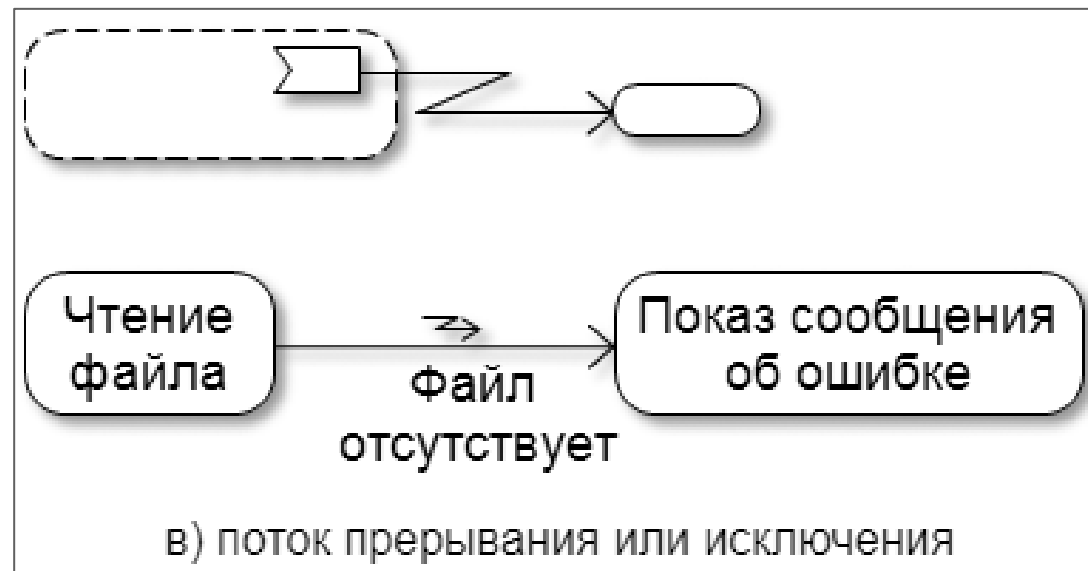 Чтение
файла
Файл
отсутствует
Показ сообщения
об ошибке
в) поток прерывания или исключения